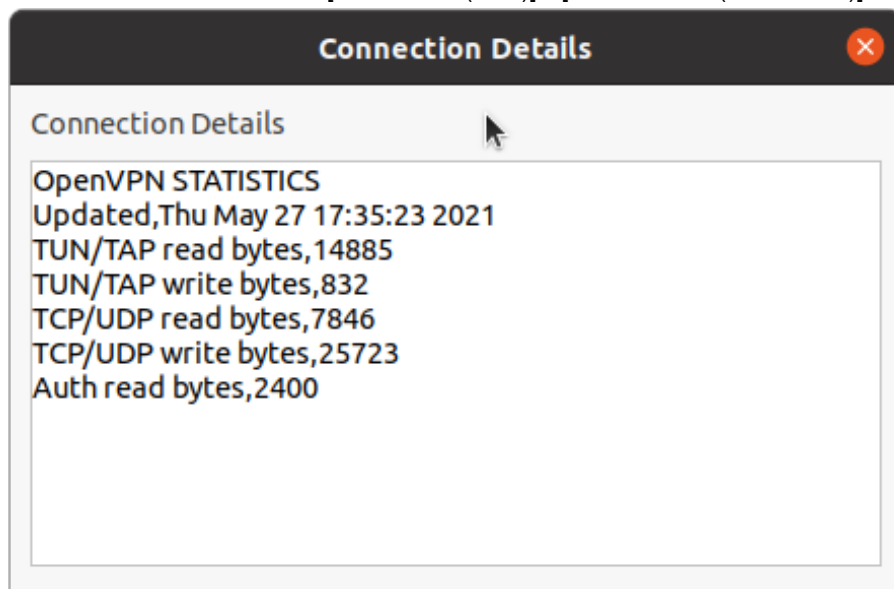 Connection Details
Connection Details
OpenVPN STATISTICS
Updated,Thu May 27 17:35:23 2021
TUN/TAP read bytes,14885
TUN/TAP write bytes,832
TCP/UDP read bytes,7846
TCP/UDP write bytes,25723
Auth read bytes,2400